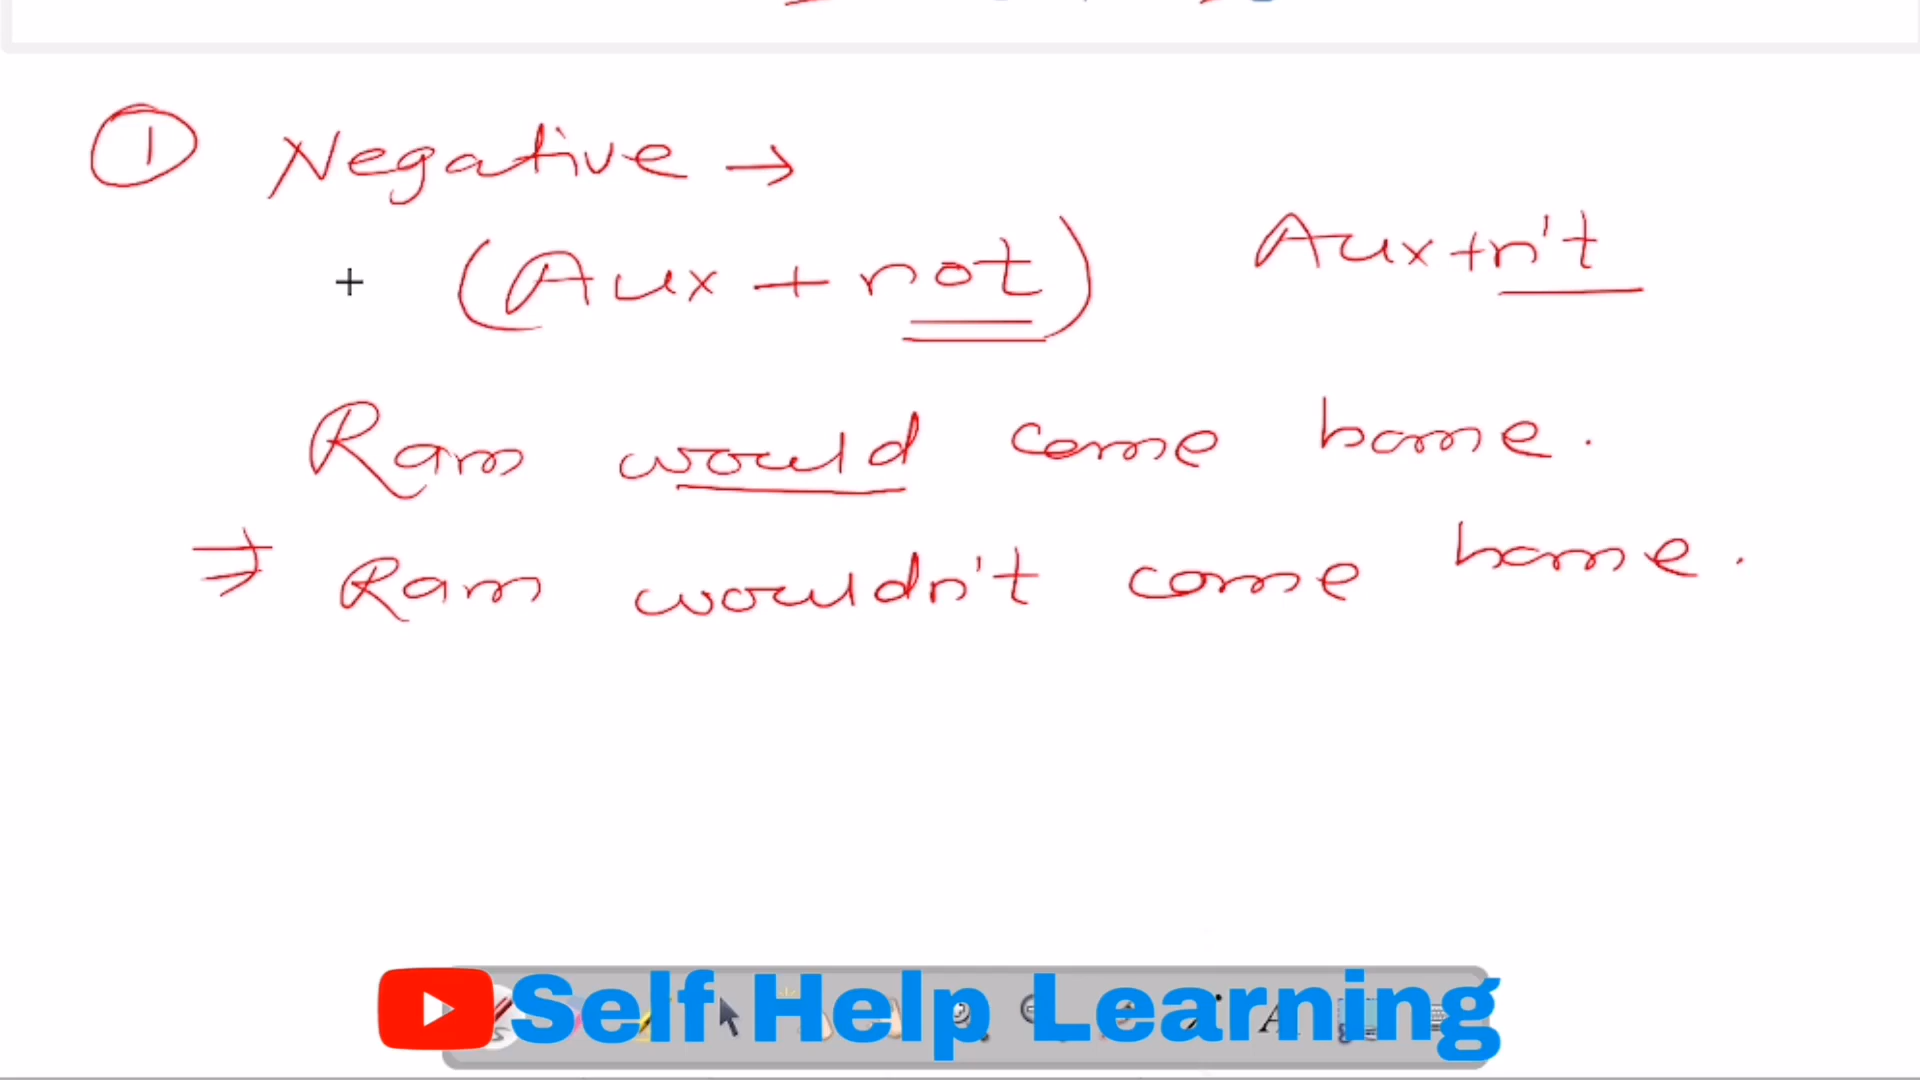 ① Negative →
(Aux + not) Aux + n't
Ram would come home.
⇒ Ram wouldn't come home.
Self Help Learning